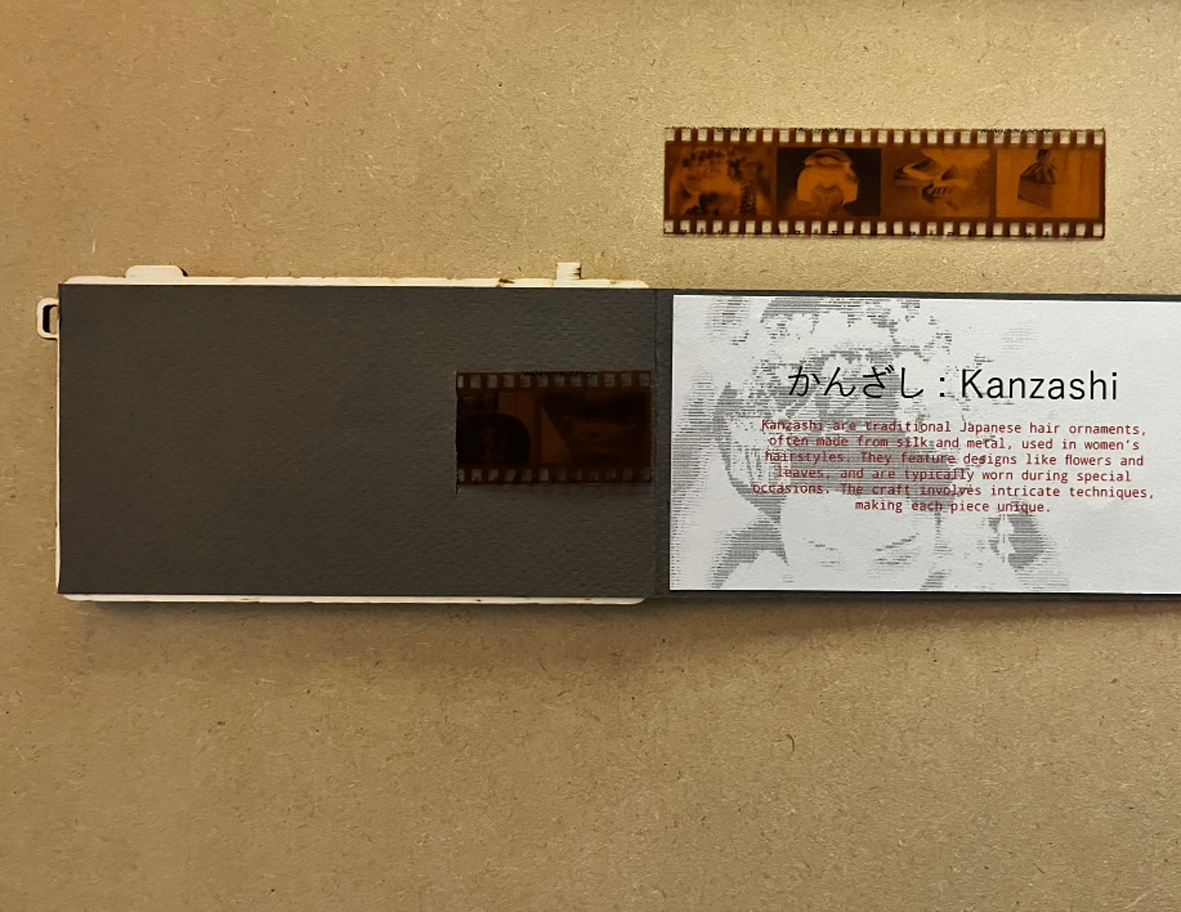 かんざし : Kanzashi
Kanzashi are traditional Japanese hair ornaments,
often made from silk and metal, used in women's
hairstyles. They feature designs like flowers and
leaves, and are typically worn during special
occasions. The craft involves intricate techniques,
making each piece unique.